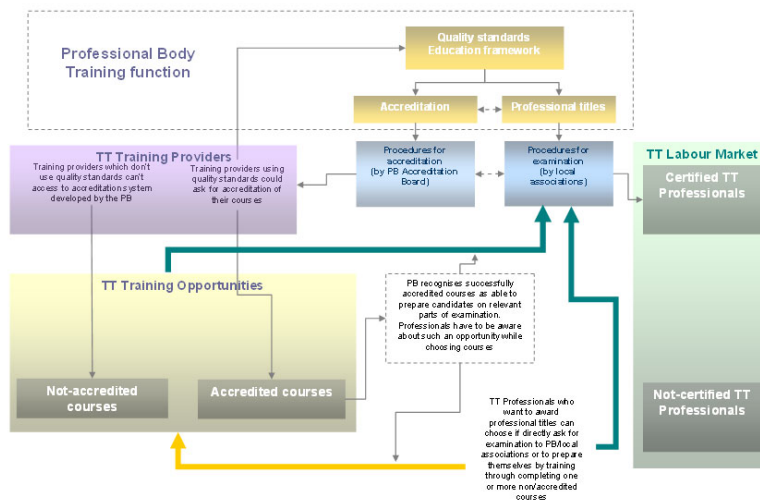 Professional Body
Training function
Quality standards
Education framework
Accreditation
Professional titles
TT Training Providers
Training providers which don't
use quality standards can't
access to accreditation system
developed by the PB
Training providers using
quality standards could
ask for accreditation of
their courses
Procedures for
accreditation
(by PB Accreditation
Board)
Procedures for
examination
(by local
associations)
TT Labour Market
Certified TT
Professionals
TT Training Opportunities
PB recognises successfully
accredited courses as able to
prepare candidates on relevant
parts of examination.
Professionals have to be aware
about such an opportunity while
choosing courses
Not-accredited
courses
Accredited courses
Not-certified TT
Professionals
TT Professionals who
want to award
professional titles can
choose if directly ask for
examination to PB/local
associations or to prepare
themselves by training
through completing one
or more non/accredited
courses